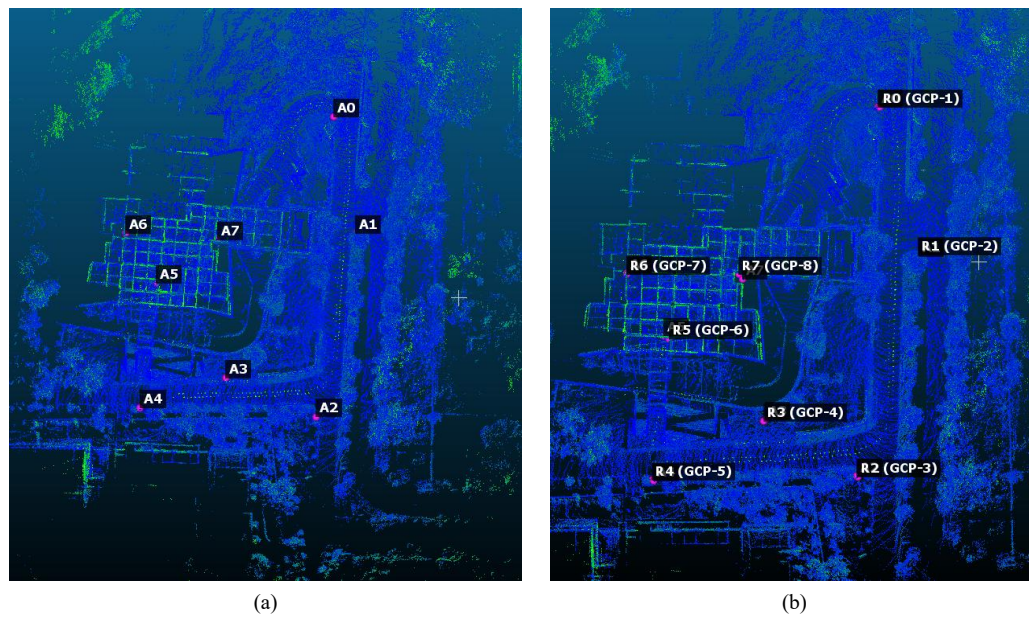 A0
A1
A6
A7
A5
A3
A4
A2
R0 (GCP-1)
R1 (GCP-2)
R6 (GCP-7)
R7 (GCP-8)
R5 (GCP-6)
R3 (GCP-4)
R4 (GCP-5)
R2 (GCP-3)
(a)
(b)